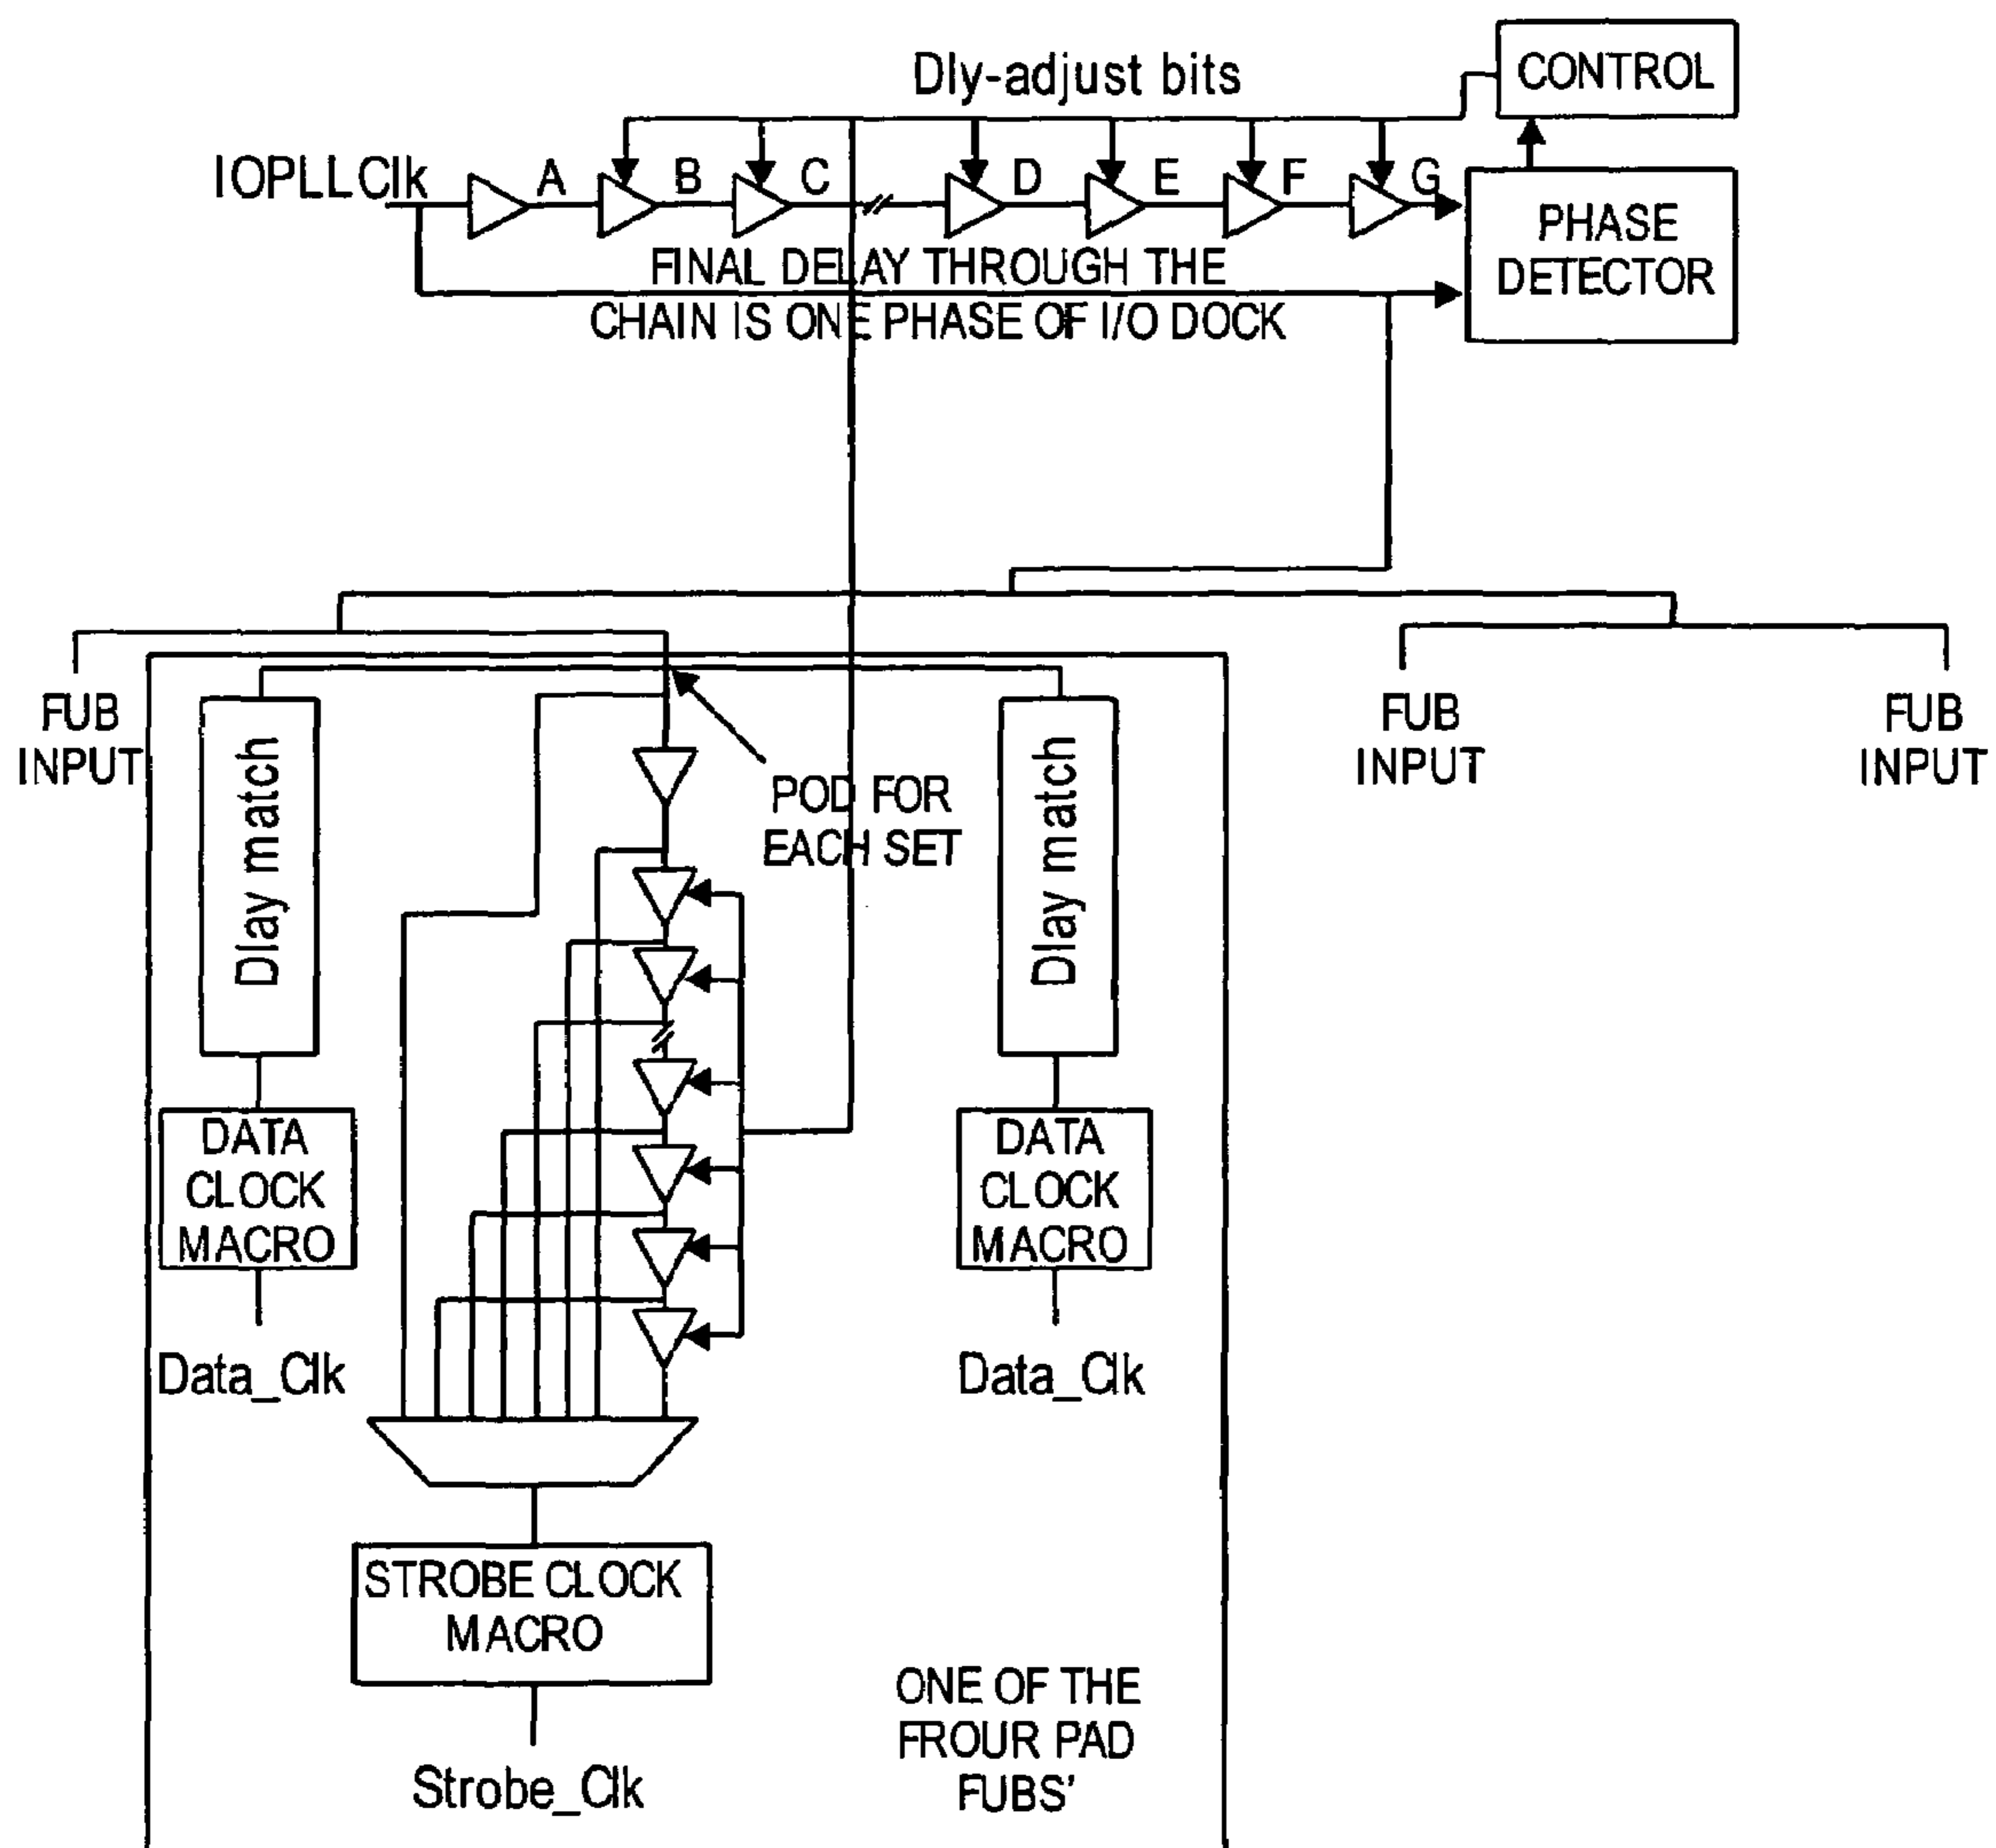 Dly-adjust bits
CONTROL
IOPLLClk
A
B
C
D
E
F
G
PHASE
DETECTOR
FINAL DELAY THROUGH THE
CHAIN IS ONE PHASE OF I/O DOCK
FUB
INPUT
Dlay match
POD FOR
EACH SET
Dlay match
FUB
INPUT
FUB
INPUT
DATA
CLOCK
MACRO
DATA
CLOCK
MACRO
Data_Clk
Data_Clk
STROBE CLOCK
MACRO
Strobe_Clk
ONE OF THE
FROUR PAD
FUBS'